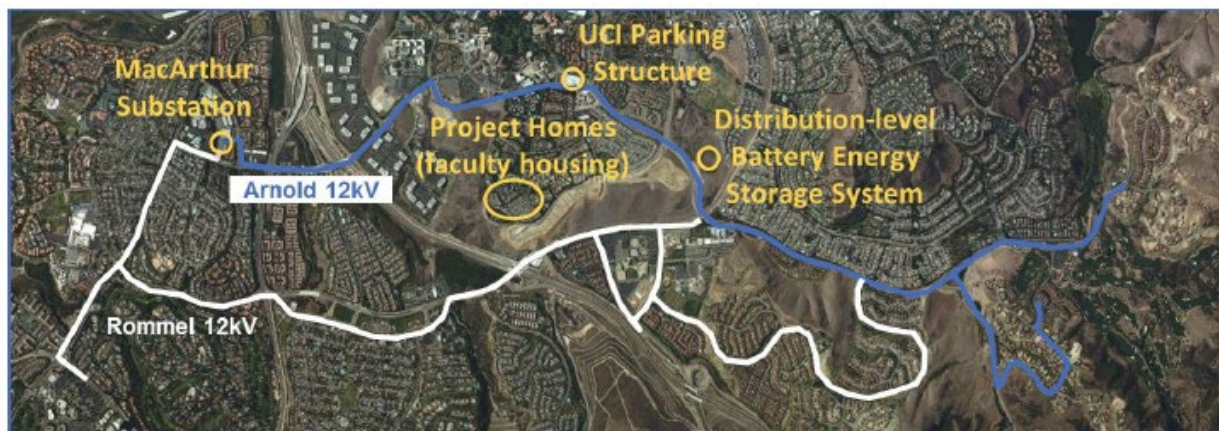 MacArthur
Substation
UCI Parking
Structure
Project Homes
(faculty housing)
Distribution-level
Battery Energy
Storage System
Arnold 12kV
Rommel 12kV